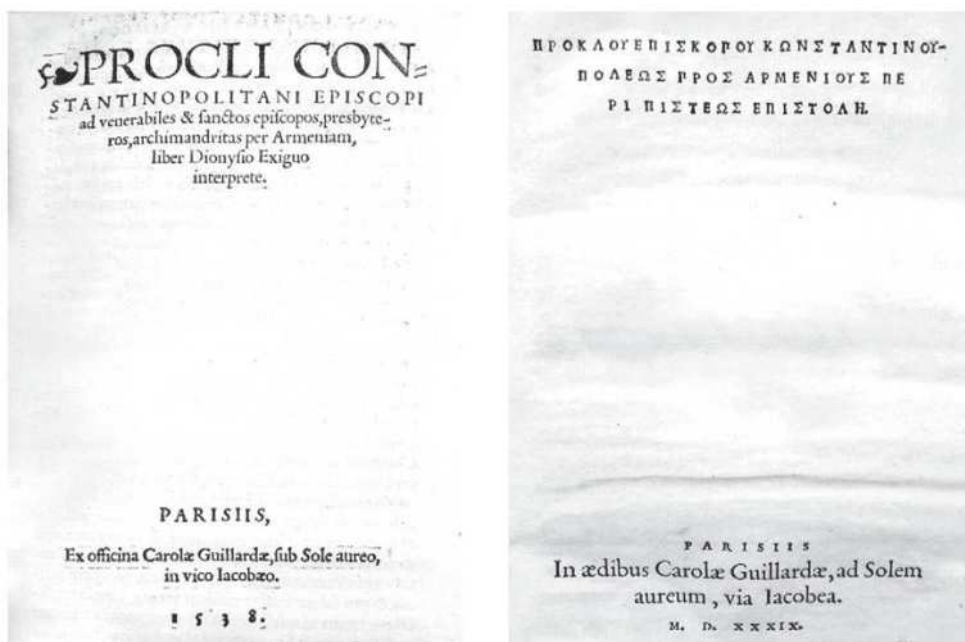 PROCLI CON=
STANTINOPOLITANI EPISCOPI
ad venerabiles & ſanctos epiſcopos, presbyte-
ros, archimandritas per Armeniam,
liber Dionyſio Exiguo
interprete.
PARISIIS,
Ex officina Carolæ Guillardæ, ſub Sole aureo,
in vico Iacobæo.
1538.
ΠΡΟΚΛΟΥ ΕΠΙΣΚΟΡΟΥ ΚΩΝΣΤΑΝΤΙΝΟΥ-
ΠΟΛΕΩΣ ΡΡΟΣ ΑΡΜΕΝΙΟΥΣ ΠΕ
ΡΙ ΠΙΣΤΕΩΣ ΕΠΙΣΤΟΛΗ.
PARISIIS
In ædibus Carolæ Guillardæ, ad Solem
aureum, via Iacobea.
M. D. XXXIX.